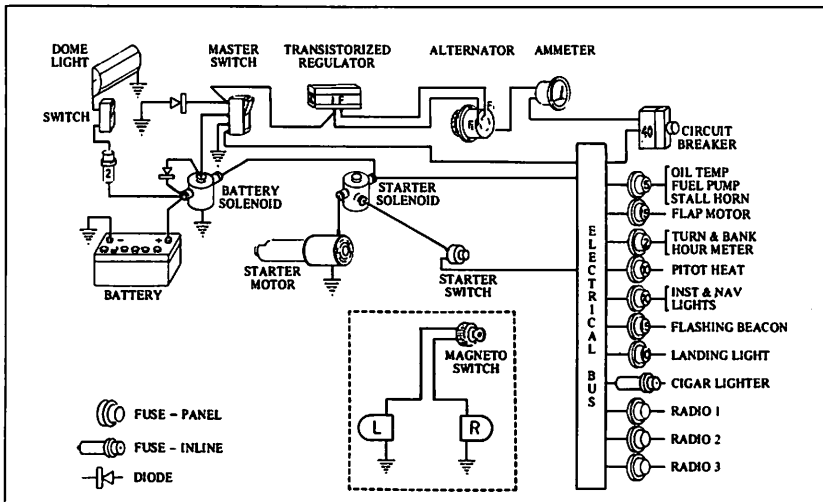 DOME
LIGHT
MASTER
SWITCH
TRANSISTORIZED
REGULATOR
ALTERNATOR
AMMETER
SWITCH
40
CIRCUIT
BREAKER
2
BATTERY
SOLENOID
STARTER
SOLENOID
OIL TEMP
FUEL PUMP
STALL HORN
FLAP MOTOR
TURN & BANK
HOUR METER
PITOT HEAT
INST & NAV
LIGHTS
FLASHING BEACON
LANDING LIGHT
CIGAR LIGHTER
RADIO 1
RADIO 2
RADIO 3
ELECTRICAL BUS
BATTERY
STARTER
MOTOR
STARTER
SWITCH
MAGNETO
SWITCH
L
R
FUSE – PANEL
FUSE – INLINE
DIODE